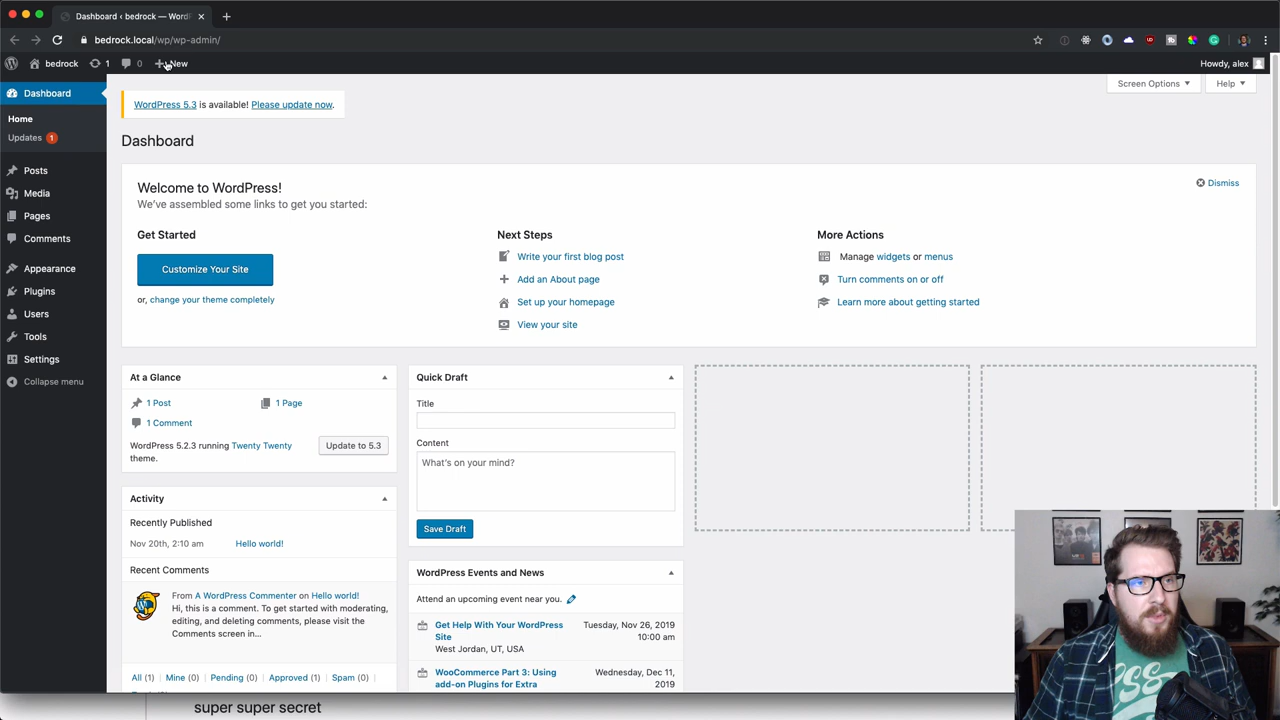 Dashboard ‹ bedrock — WordP
bedrock.local/wp/wp-admin/
bedrock 1 0 New Howdy, alex
Dashboard
Home
Updates 1
Posts
Media
Pages
Comments
Appearance
Plugins
Users
Tools
Settings
Collapse menu
Screen Options Help
WordPress 5.3 is available! Please update now.
Dashboard
Welcome to WordPress!
We've assembled some links to get you started:
Dismiss
Get Started
Customize Your Site
or, change your theme completely
Next Steps
Write your first blog post
Add an About page
Set up your homepage
View your site
More Actions
Manage widgets or menus
Turn comments on or off
Learn more about getting started
At a Glance
1 Post 1 Page
1 Comment
WordPress 5.2.3 running Twenty Twenty
theme.
Update to 5.3
Activity
Recently Published
Nov 20th, 2:10 am Hello world!
Recent Comments
From A WordPress Commenter on Hello world!
Hi, this is a comment. To get started with moderating,
editing, and deleting comments, please visit the
Comments screen in…
All (1) Mine (0) Pending (0) Approved (1) Spam (0)
Quick Draft
Title
Content
What's on your mind?
Save Draft
WordPress Events and News
Attend an upcoming event near you.
Get Help With Your WordPress
Site
West Jordan, UT, USA
Tuesday, Nov 26, 2019
10:00 am
WooCommerce Part 3: Using
add-on Plugins for Extra
Wednesday, Dec 11,
2019
super super secret